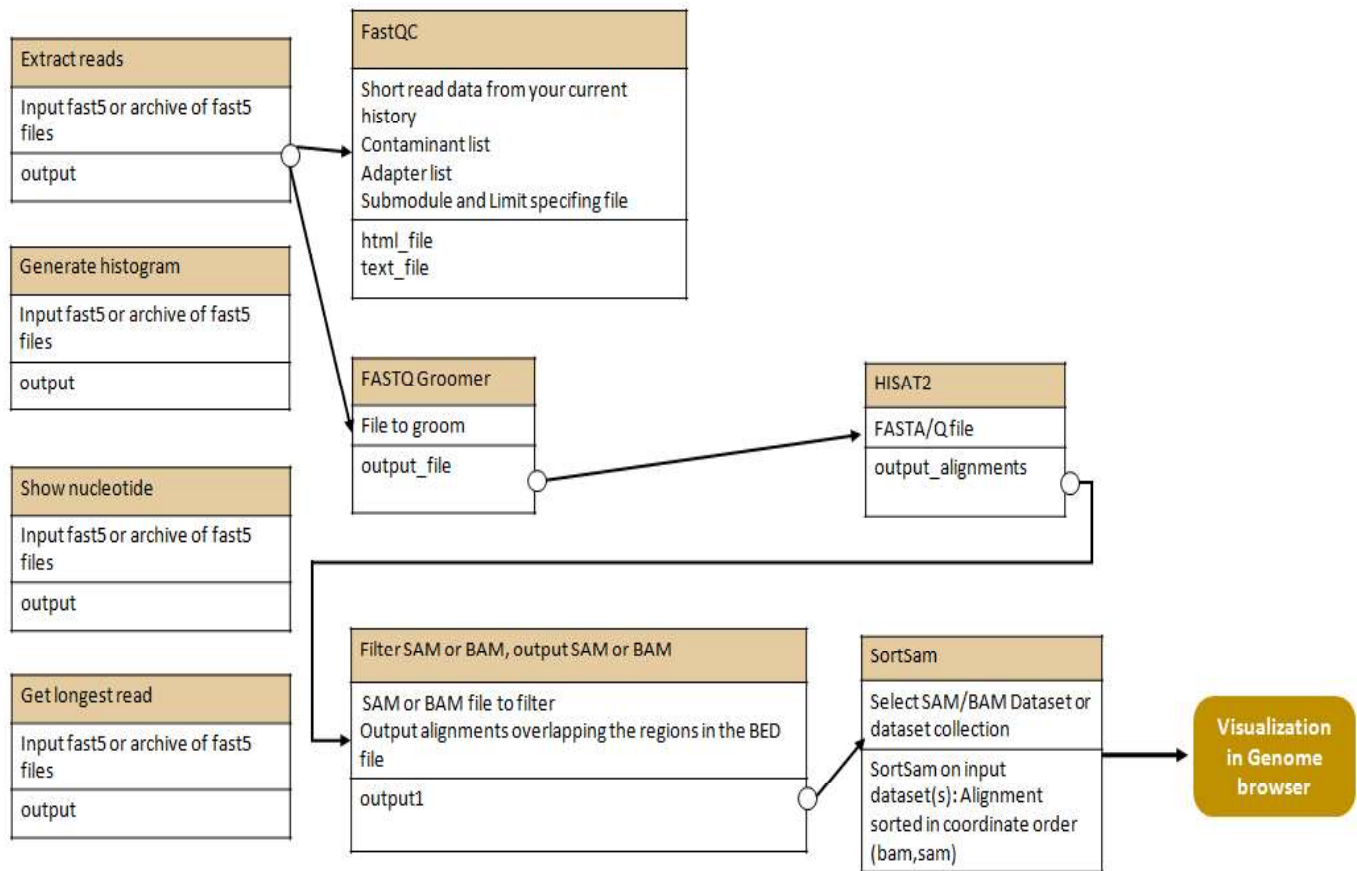 Extract reads
Input fast5 or archive of fast5
files
output
FastQC
Short read data from your current
history
Contaminant list
Adapter list
Submodule and Limit specifing file
html_file
text_file
Generate histogram
Input fast5 or archive of fast5
files
output
FASTQ Groomer
File to groom
output_file
HISAT2
FASTA/Q file
output_alignments
Show nucleotide
Input fast5 or archive of fast5
files
output
Get longest read
Input fast5 or archive of fast5
files
output
Filter SAM or BAM, output SAM or BAM
SAM or BAM file to filter
Output alignments overlapping the regions in the BED
file
output1
SortSam
Select SAM/BAM Dataset or
dataset collection
SortSam on input
dataset(s): Alignment
sorted in coordinate order
(bam,sam)
Visualization
in Genome
browser